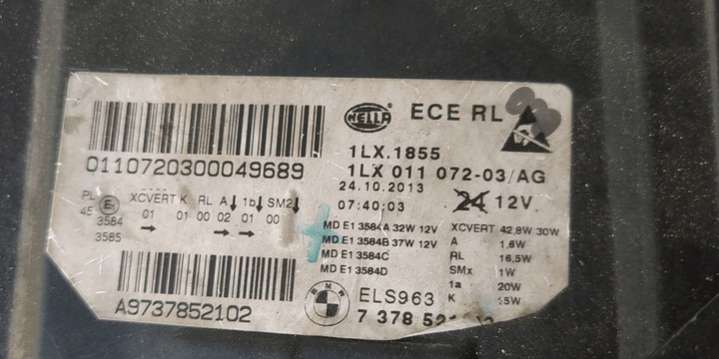 HELLA ECE RL
0110720300049689
1LX.1855
1LX 011 072-03/AG
24.10.2013
07:40:03 24 12V
PL E1 XCVERT K RL A↓ 1b↓ SM2↓
45 3584 01 01 00 02 01 00
3585 → → →
MD E1 3584A 32W 12V XCVERT 42,8W 30W
MD E1 3584B 37W 12V A 1,6W
MD E1 3584C RL 16,5W
MD E1 3584D SMx 1W
1a 20W
BMW ELS963 K
A9737852102
7 378